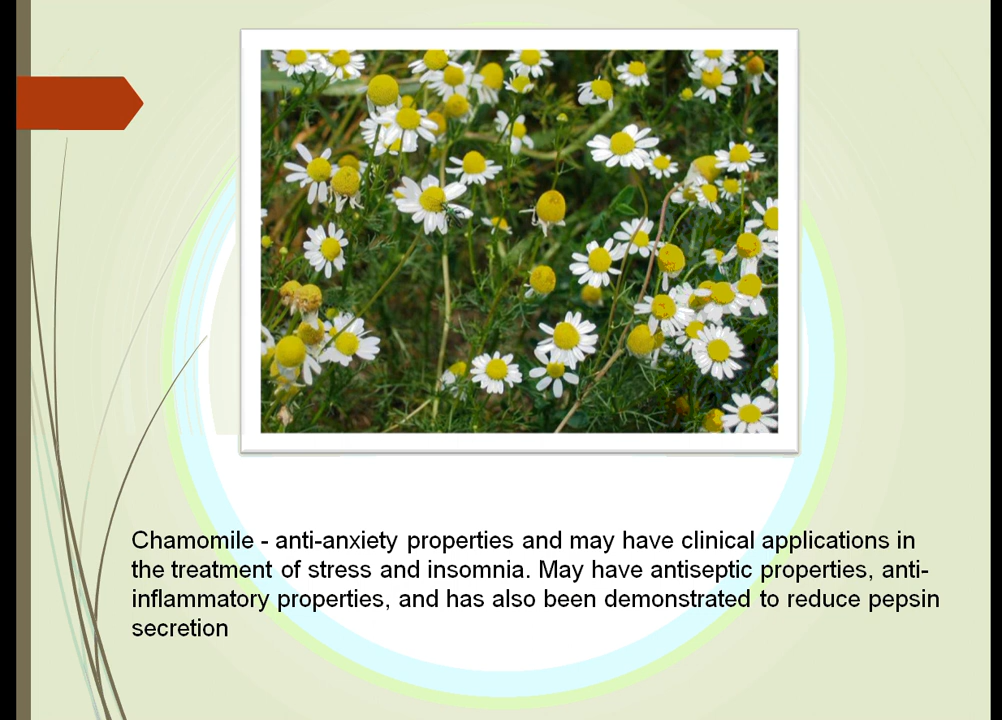 Chamomile - anti-anxiety properties and may have clinical applications in
the treatment of stress and insomnia. May have antiseptic properties, anti-
inflammatory properties, and has also been demonstrated to reduce pepsin
secretion